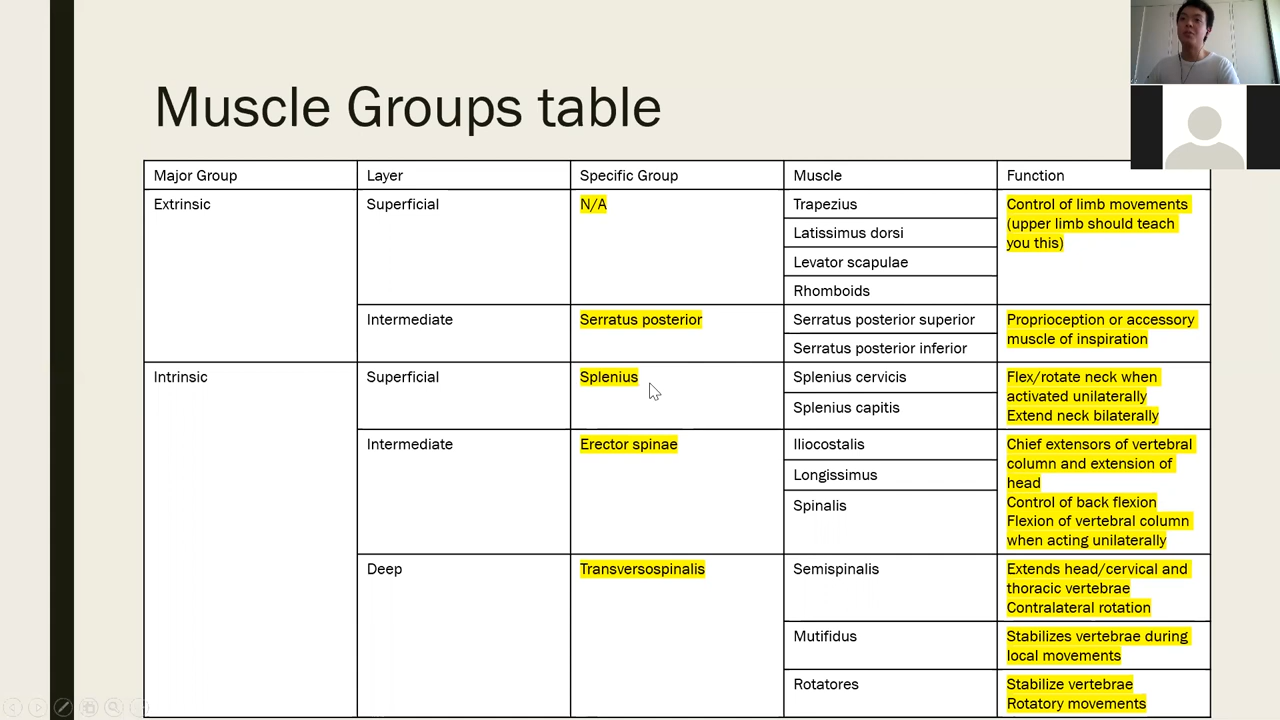 Muscle Groups table
Major Group
Layer
Specific Group
Muscle
Function
Extrinsic
Superficial
N/A
Trapezius
Latissimus dorsi
Levator scapulae
Rhomboids
Control of limb movements
(upper limb should teach
you this)
Intermediate
Serratus posterior
Serratus posterior superior
Serratus posterior inferior
Proprioception or accessory
muscle of inspiration
Intrinsic
Superficial
Splenius
Splenius cervicis
Splenius capitis
Flex/rotate neck when
activated unilaterally
Extend neck bilaterally
Intermediate
Erector spinae
Iliocostalis
Longissimus
Spinalis
Chief extensors of vertebral
column and extension of
head
Control of back flexion
Flexion of vertebral column
when acting unilaterally
Deep
Transversospinalis
Semispinalis
Extends head/cervical and
thoracic vertebrae
Contralateral rotation
Mutifidus
Stabilizes vertebrae during
local movements
Rotatores
Stabilize vertebrae
Rotatory movements